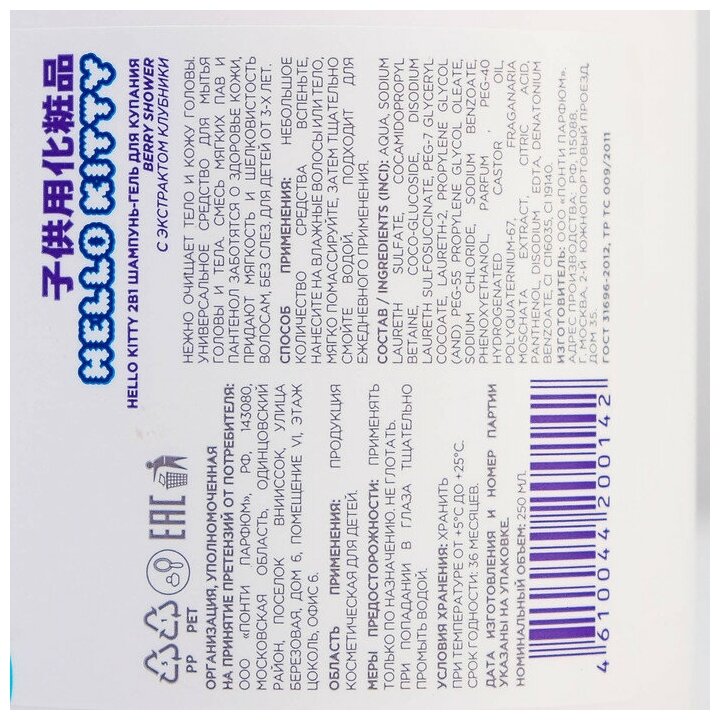 子供用化粧品
HELLO KITTY
HELLO KITTY 2В1 ШАМПУНЬ-ГЕЛЬ ДЛЯ КУПАНИЯ
BERRY SHOWER
С ЭКСТРАКТОМ КЛУБНИКИ
НЕЖНО ОЧИЩАЕТ ТЕЛО И КОЖУ ГОЛОВЫ.
УНИВЕРСАЛЬНОЕ СРЕДСТВО ДЛЯ МЫТЬЯ
ГОЛОВЫ И ТЕЛА. СМЕСЬ МЯГКИХ ПАВ И
ПАНТЕНОЛ ЗАБОТЯТСЯ О ЗДОРОВЬЕ КОЖИ,
ПРИДАЮТ МЯГКОСТЬ И ШЕЛКОВИСТОСТЬ
ВОЛОСАМ, БЕЗ СЛЕЗ. ДЛЯ ДЕТЕЙ ОТ 3-Х ЛЕТ.
СПОСОБ ПРИМЕНЕНИЯ: НЕБОЛЬШОЕ
КОЛИЧЕСТВО СРЕДСТВА ВСПЕНЬТЕ,
НАНЕСИТЕ НА ВЛАЖНЫЕ ВОЛОСЫ ИЛИ ТЕЛО,
МЯГКО ПОМАССИРУЙТЕ, ЗАТЕМ ТЩАТЕЛЬНО
СМОЙТЕ ВОДОЙ. ПОДХОДИТ ДЛЯ
ЕЖЕДНЕВНОГО ПРИМЕНЕНИЯ.
СОСТАВ / INGREDIENTS (INCI): AQUA, SODIUM
LAURETH SULFATE, COCAMIDOPROPYL
BETAINE, COCO-GLUCOSIDE, DISODIUM
LAURETH SULFOSUCCINATE, PEG-7 GLYCERYL
COCOATE, LAURETH-2, PROPYLENE GLYCOL
(AND) PEG-55 PROPYLENE GLYCOL OLEATE,
SODIUM CHLORIDE, SODIUM BENZOATE,
PHENOXYETHANOL, PARFUM, PEG-40
HYDROGENATED CASTOR OIL,
POLYQUATERNIUM-67, FRAGANARIA
MOSCHATA EXTRACT, CITRIC ACID,
PANTHENOL, DISODIUM EDTA, DENATONIUM
BENZOATE, CI C116035, CI 19140
ИЗГОТОВИТЕЛЬ: ООО «ПОНТИ ПАРФЮМ».
АДРЕС ПРОИЗВОДСТВА: РФ, 115088,
Г. МОСКВА, 2-Й ЮЖНОПОРТОВЫЙ ПРОЕЗД,
ДОМ 35.
ГОСТ 31696-2012, ТР ТС 009/2011
PP PET
EAC
ОРГАНИЗАЦИЯ, УПОЛНОМОЧЕННАЯ
НА ПРИНЯТИЕ ПРЕТЕНЗИЙ ОТ ПОТРЕБИТЕЛЯ:
ООО «ПОНТИ ПАРФЮМ», РФ, 143080,
МОСКОВСКАЯ ОБЛАСТЬ, ОДИНЦОВСКИЙ
РАЙОН, ПОСЕЛОК ВНИИССОК, УЛИЦА
БЕРЕЗОВАЯ, ДОМ 6, ПОМЕЩЕНИЕ VI, ЭТАЖ
ЦОКОЛЬ, ОФИС 6.
ОБЛАСТЬ ПРИМЕНЕНИЯ: ПРОДУКЦИЯ
КОСМЕТИЧЕСКАЯ ДЛЯ ДЕТЕЙ.
МЕРЫ ПРЕДОСТОРОЖНОСТИ: ПРИМЕНЯТЬ
ТОЛЬКО ПО НАЗНАЧЕНИЮ. НЕ ГЛОТАТЬ.
ПРИ ПОПАДАНИИ В ГЛАЗА ТЩАТЕЛЬНО
ПРОМЫТЬ ВОДОЙ.
УСЛОВИЯ ХРАНЕНИЯ: ХРАНИТЬ
ПРИ ТЕМПЕРАТУРЕ ОТ +5°С ДО +25°С.
СРОК ГОДНОСТИ: 36 МЕСЯЦЕВ.
ДАТА ИЗГОТОВЛЕНИЯ И НОМЕР ПАРТИИ
УКАЗАНЫ НА УПАКОВКЕ.
НОМИНАЛЬНЫЙ ОБЪЕМ: 250 МЛ.
4 610044 200142